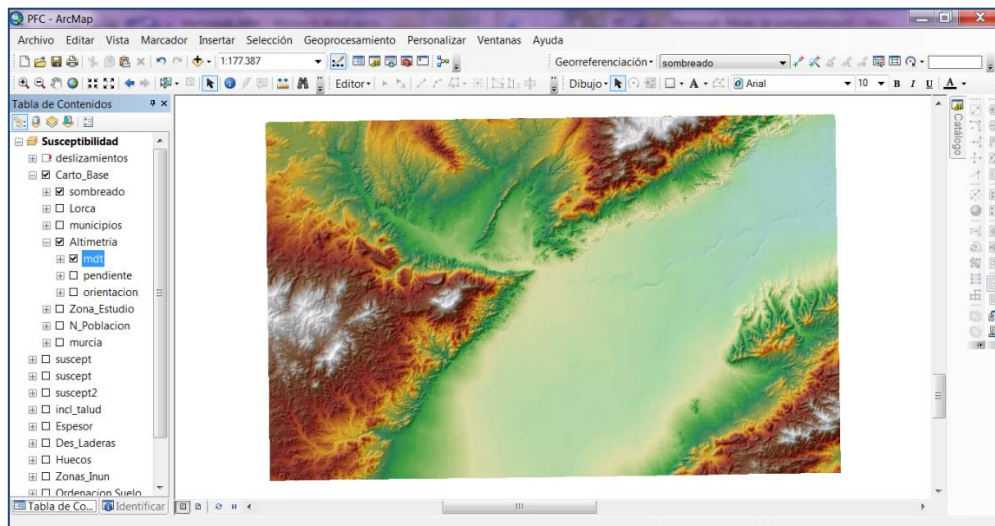 PFC - ArcMap
Archivo Editar Vista Marcador Insertar Selección Geoprocesamiento Personalizar Ventanas Ayuda
1:177.387 Georreferenciación sombreado
Editor Dibujo A Arial 10 B I U A
Tabla de Contenidos
Catálogo
Susceptibilidad
deslizamientos
Carto_Base
sombreado
Lorca
municipios
Altimetria
mdt
pendiente
orientacion
Zona_Estudio
N_Poblacion
murcia
suscept
suscept
suscept2
incl_talud
Espesor
Des_Laderas
Huecos
Zonas_Inun
Ordenacion Suelo
Tabla de Co... Identificar